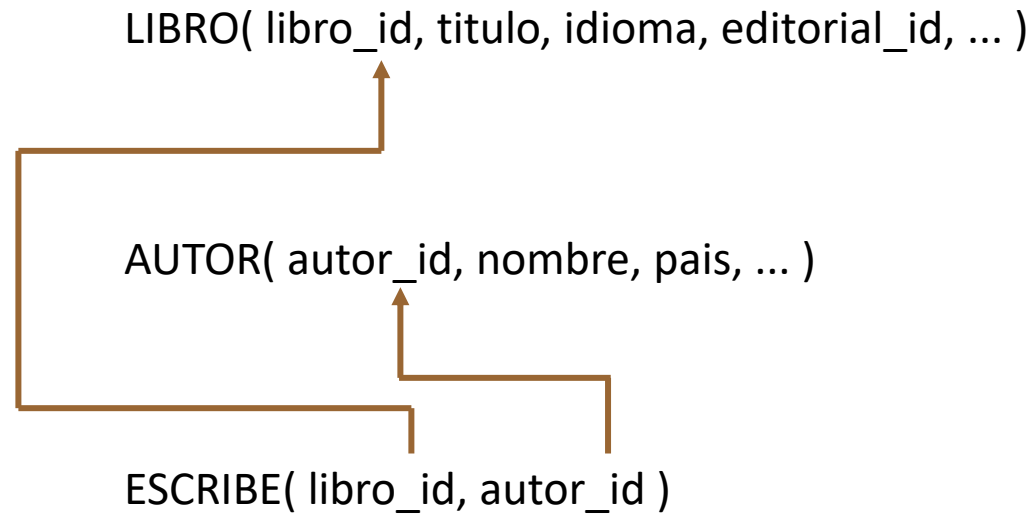 LIBRO( libro_id, titulo, idioma, editorial_id, ... )
AUTOR( autor_id, nombre, pais, ... )
ESCRIBE( libro_id, autor_id )